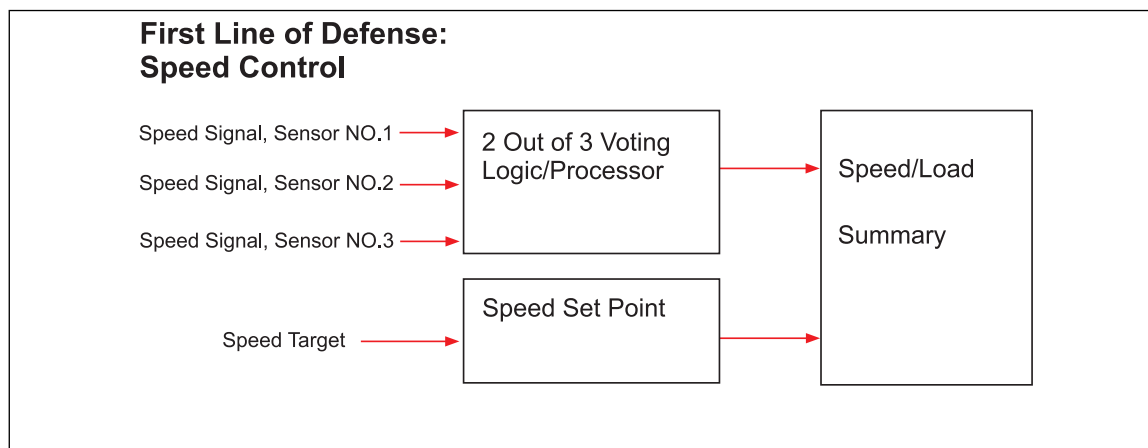 First Line of Defense:
Speed Control
Speed Signal, Sensor NO.1
Speed Signal, Sensor NO.2
Speed Signal, Sensor NO.3
2 Out of 3 Voting
Logic/Processor
Speed/Load
Summary
Speed Target
Speed Set Point